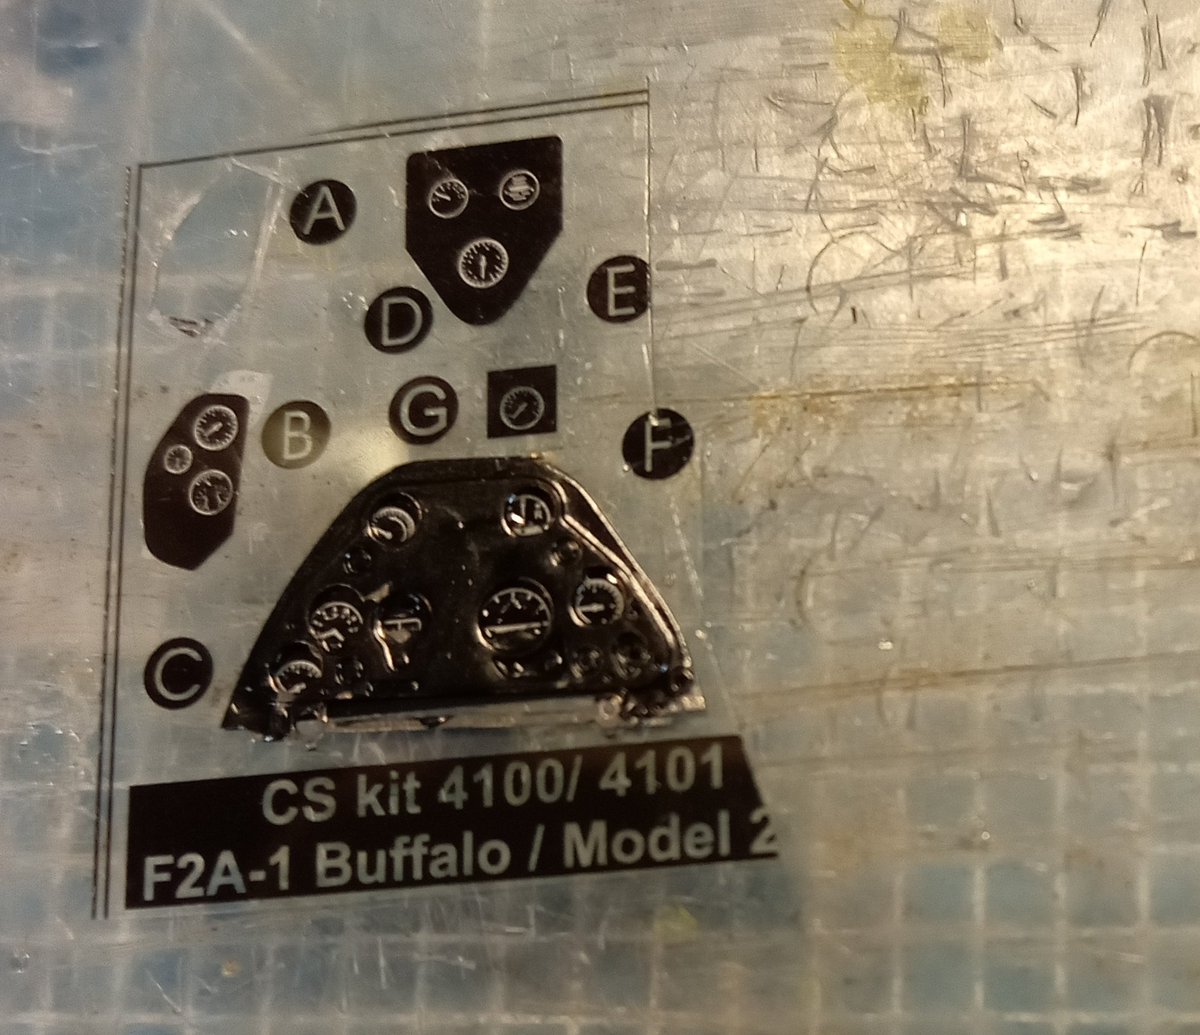 A
D
E
G
B
F
C
CS kit 4100/ 4101
F2A-1 Buffalo / Model 2